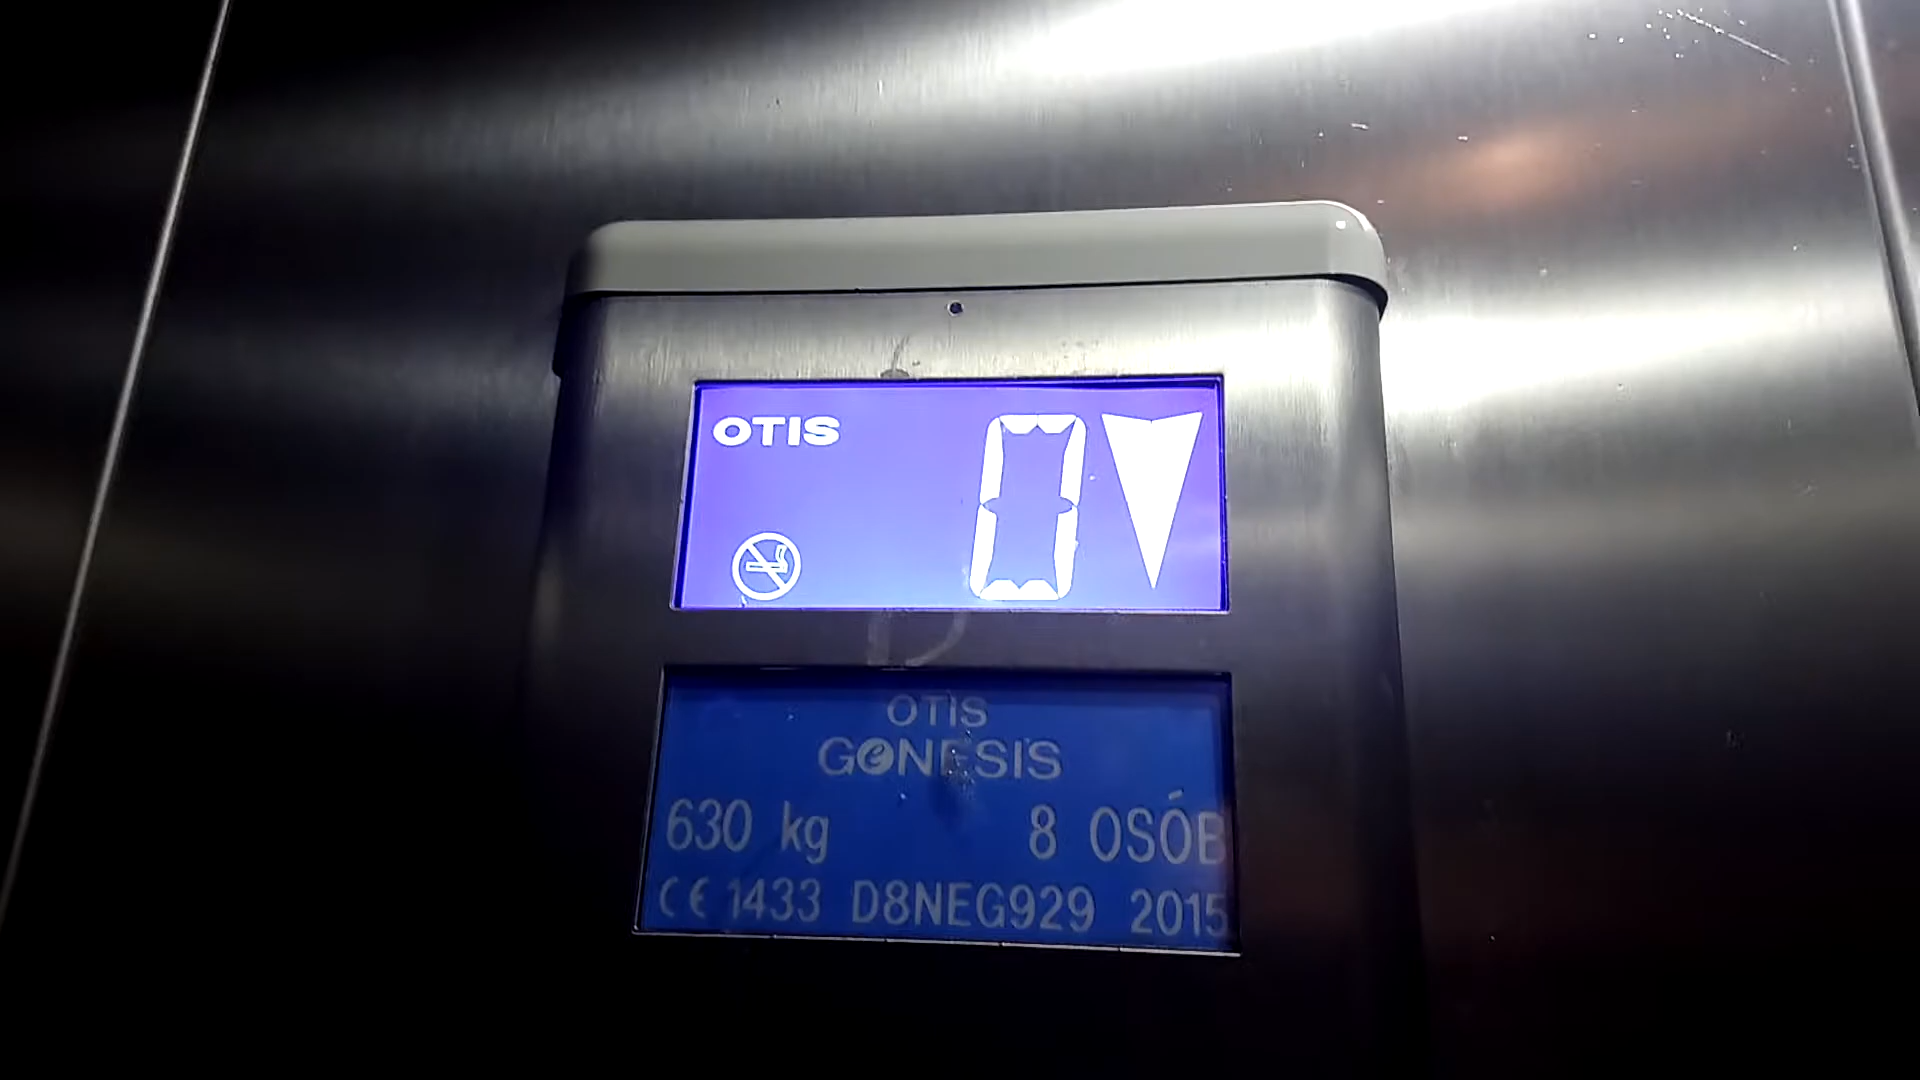 OTIS
0
OTIS
GENESIS
630 kg 8 OSÓB
CE 1433 D8NEG929 2015